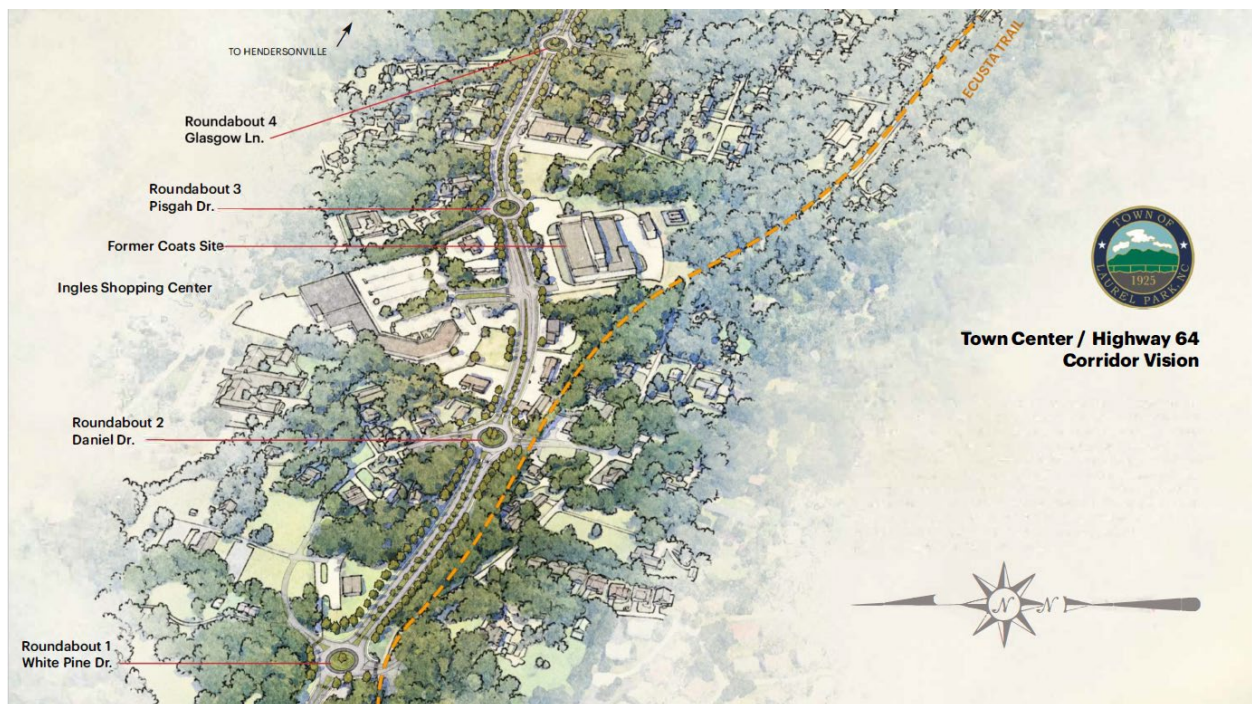 TO HENDERSONVILLE
ECUSTA TRAIL
Roundabout 4
Glasgow Ln.
Roundabout 3
Pisgah Dr.
Former Coats Site
Ingles Shopping Center
TOWN OF
LAUREL PARK, NC
1925
Town Center / Highway 64
Corridor Vision
Roundabout 2
Daniel Dr.
N N
Roundabout 1
White Pine Dr.